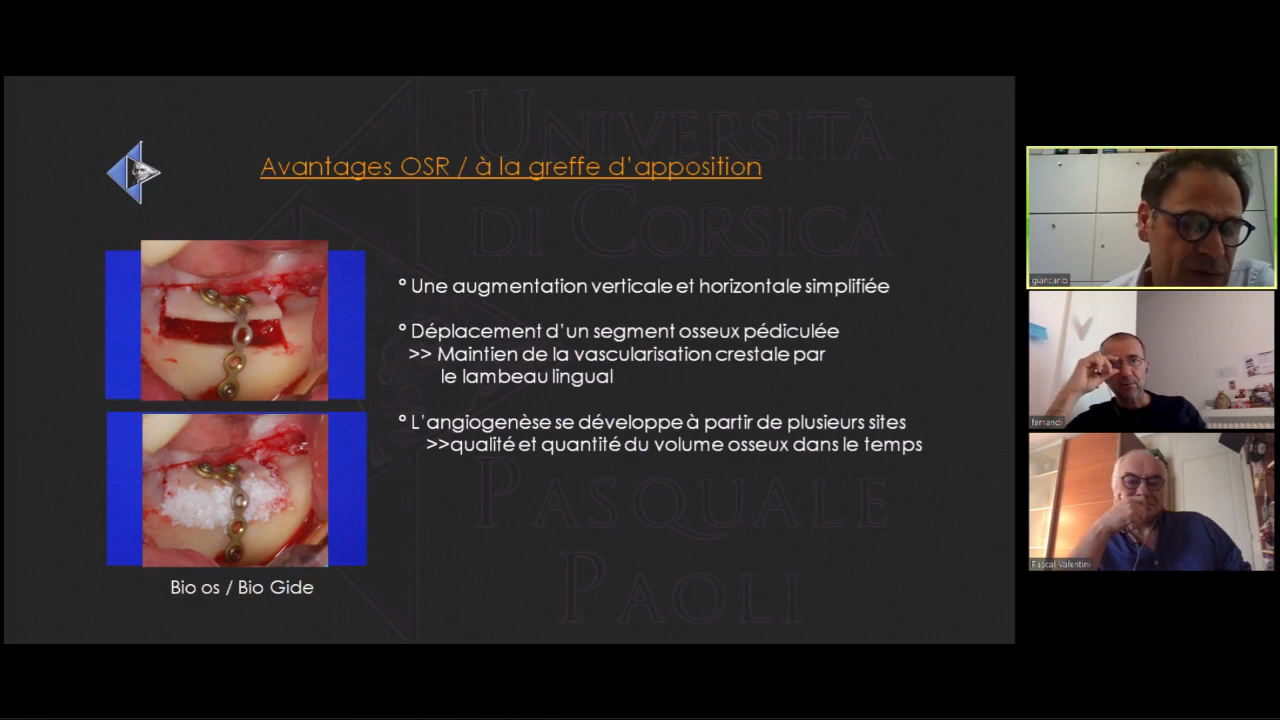 UNIVERSITÀ
DI CORSICA
PASQUALE
PAOLI
Avantages OSR / à la greffe d'apposition
° Une augmentation verticale et horizontale simplifiée
° Déplacement d'un segment osseux pédiculée
>> Maintien de la vascularisation crestale par
le lambeau lingual
° L'angiogenèse se développe à partir de plusieurs sites
>>qualité et quantité du volume osseux dans le temps
Bio os / Bio Gide
giancarlo
ferrandi
Pascal Valentini